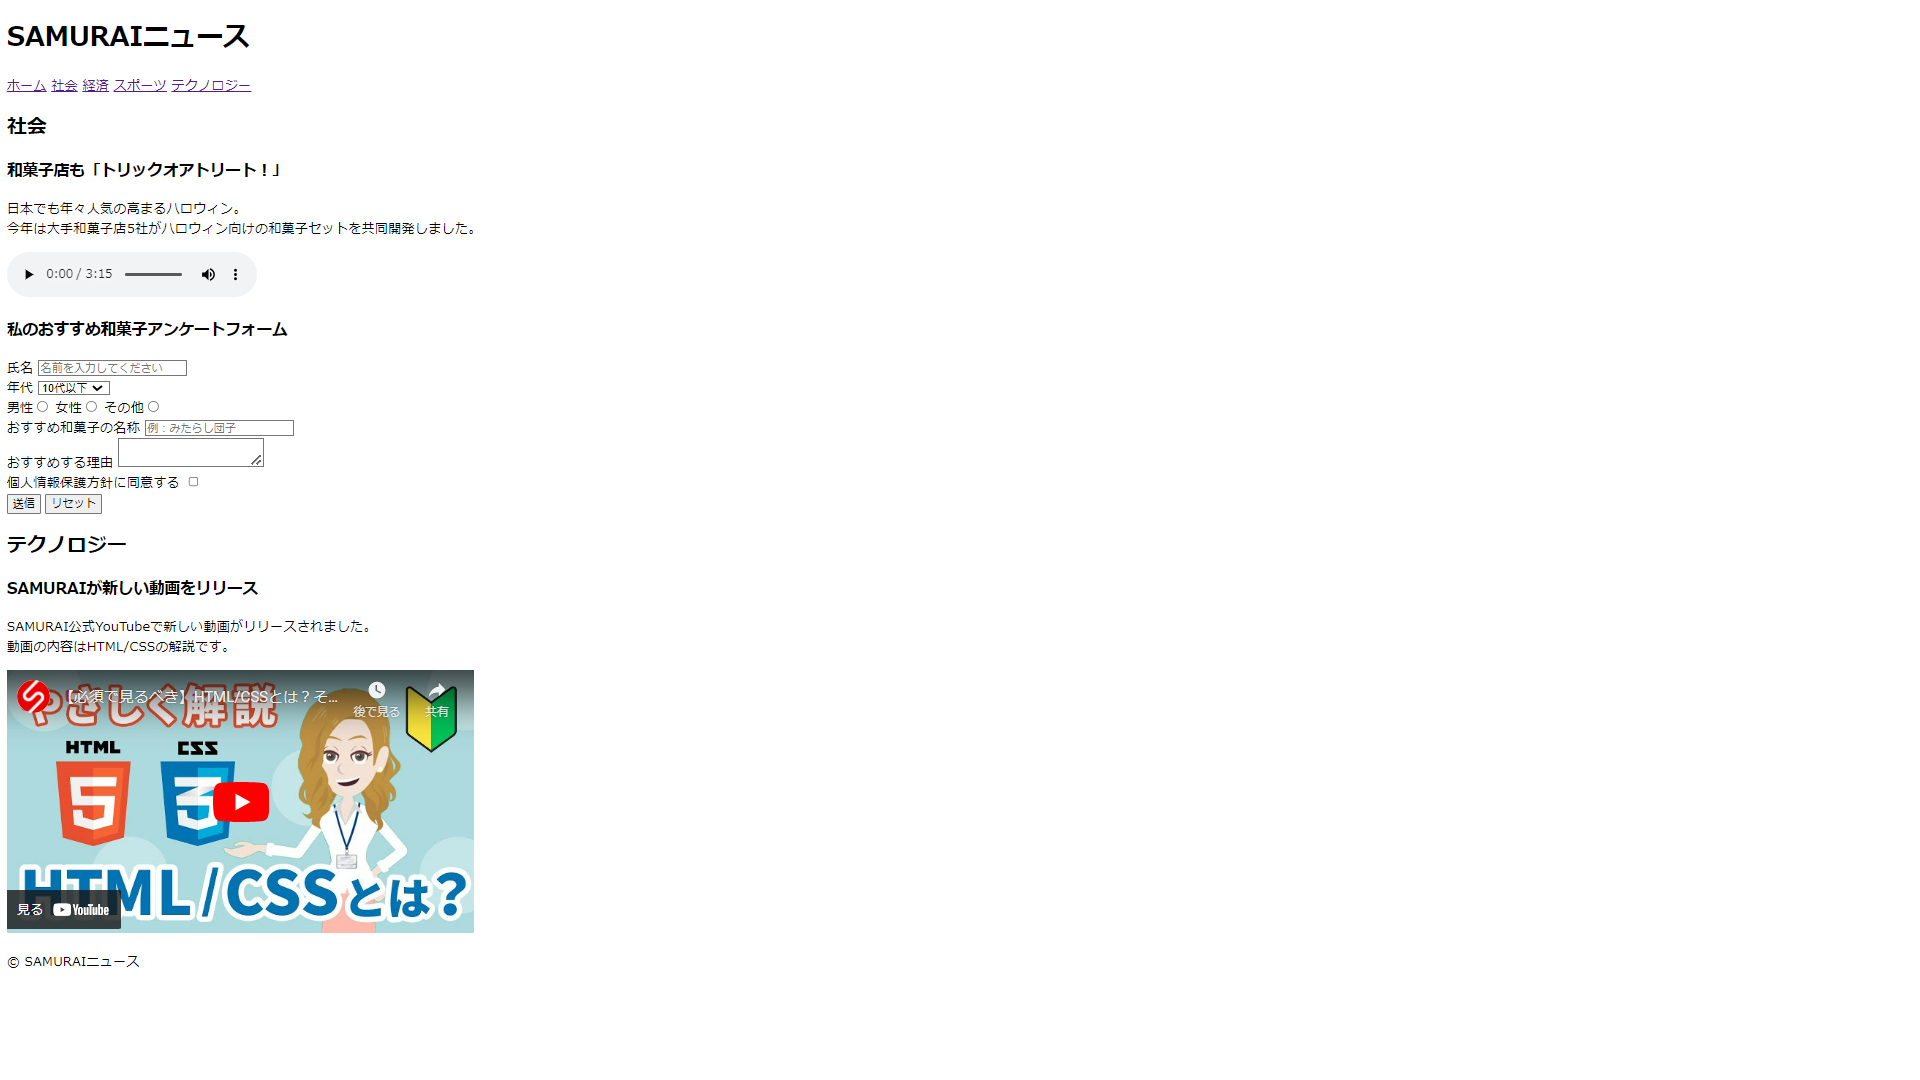 SAMURAIニュース
ホーム 社会 経済 スポーツ テクノロジー
社会
和菓子店も「トリックオアトリート！」
日本でも年々人気の高まるハロウィン。
今年は大手和菓子店5社がハロウィン向けの和菓子セットを共同開発しました。
0:00 / 3:15
私のおすすめ和菓子アンケートフォーム
氏名 名前を入力してください
年代 10代以下
男性 女性 その他
おすすめ和菓子の名称 例：みたらし団子
おすすめする理由
個人情報保護方針に同意する
送信 リセット
テクノロジー
SAMURAIが新しい動画をリリース
SAMURAI公式YouTubeで新しい動画がリリースされました。
動画の内容はHTML/CSSの解説です。
【必須で見るべき】HTML/CSSとは？そ...
後で見る 共有
やさしく解説
HTML CSS
5 3
HTML/CSSとは?
見る YouTube
© SAMURAIニュース